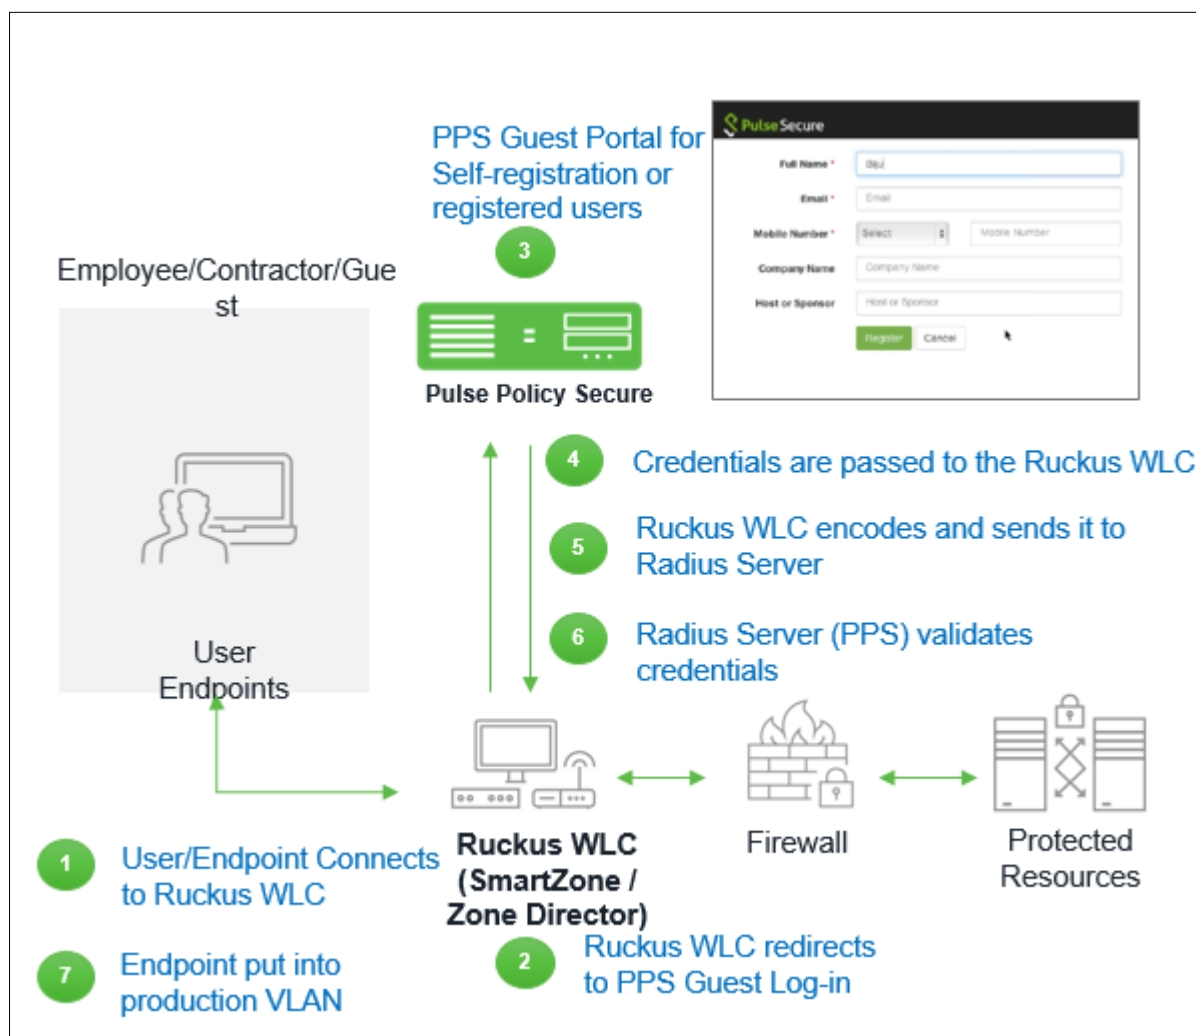 PPS Guest Portal for
Self-registration or
registered users
3
PulseSecure
Full Name *
Email *
Email
Mobile Number *
Select
Mobile Number
Company Name
Company Name
Host or Sponsor
Host or Sponsor
Register
Cancel
Employee/Contractor/Gue
st
User
Endpoints
Pulse Policy Secure
4
Credentials are passed to the Ruckus WLC
5
Ruckus WLC encodes and sends it to
Radius Server
6
Radius Server (PPS) validates
credentials
Ruckus WLC
(SmartZone /
Zone Director)
Firewall
Protected
Resources
1
User/Endpoint Connects
to Ruckus WLC
2
Ruckus WLC redirects
to PPS Guest Log-in
7
Endpoint put into
production VLAN